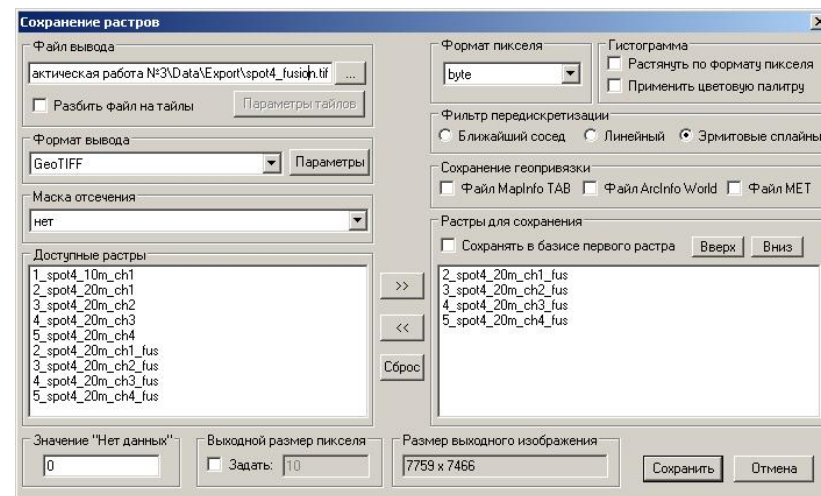 Сохранение растров
Файл вывода
актическая работа №3\Data\Export\spot4_fusion.tif
...
Разбить файл на тайлы
Параметры тайлов
Формат вывода
GeoTIFF
Параметры
Маска отсечения
нет
Доступные растры
1_spot4_10m_ch1
2_spot4_20m_ch1
3_spot4_20m_ch2
4_spot4_20m_ch3
5_spot4_20m_ch4
2_spot4_20m_ch1_fus
3_spot4_20m_ch2_fus
4_spot4_20m_ch3_fus
5_spot4_20m_ch4_fus
>>
<<
Сброс
Формат пикселя
byte
Гистограмма
Растянуть по формату пикселя
Применить цветовую палитру
Фильтр передискретизации
Ближайший сосед
Линейный
Эрмитовые сплайны
Сохранение геопривязки
Файл MapInfo TAB
Файл ArcInfo World
Файл MET
Растры для сохранения
Сохранять в базисе первого растра
Вверх
Вниз
2_spot4_20m_ch1_fus
3_spot4_20m_ch2_fus
4_spot4_20m_ch3_fus
5_spot4_20m_ch4_fus
Значение "Нет данных"
0
Выходной размер пикселя
Задать:
10
Размер выходного изображения
7759 x 7466
Сохранить
Отмена